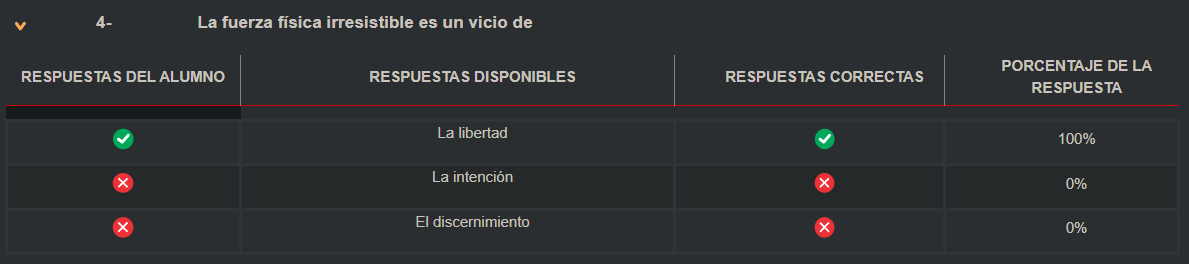 4- La fuerza física irresistible es un vicio de
RESPUESTAS DEL ALUMNO RESPUESTAS DISPONIBLES RESPUESTAS CORRECTAS PORCENTAJE DE LA RESPUESTA
La libertad 100%
La intención 0%
El discernimiento 0%